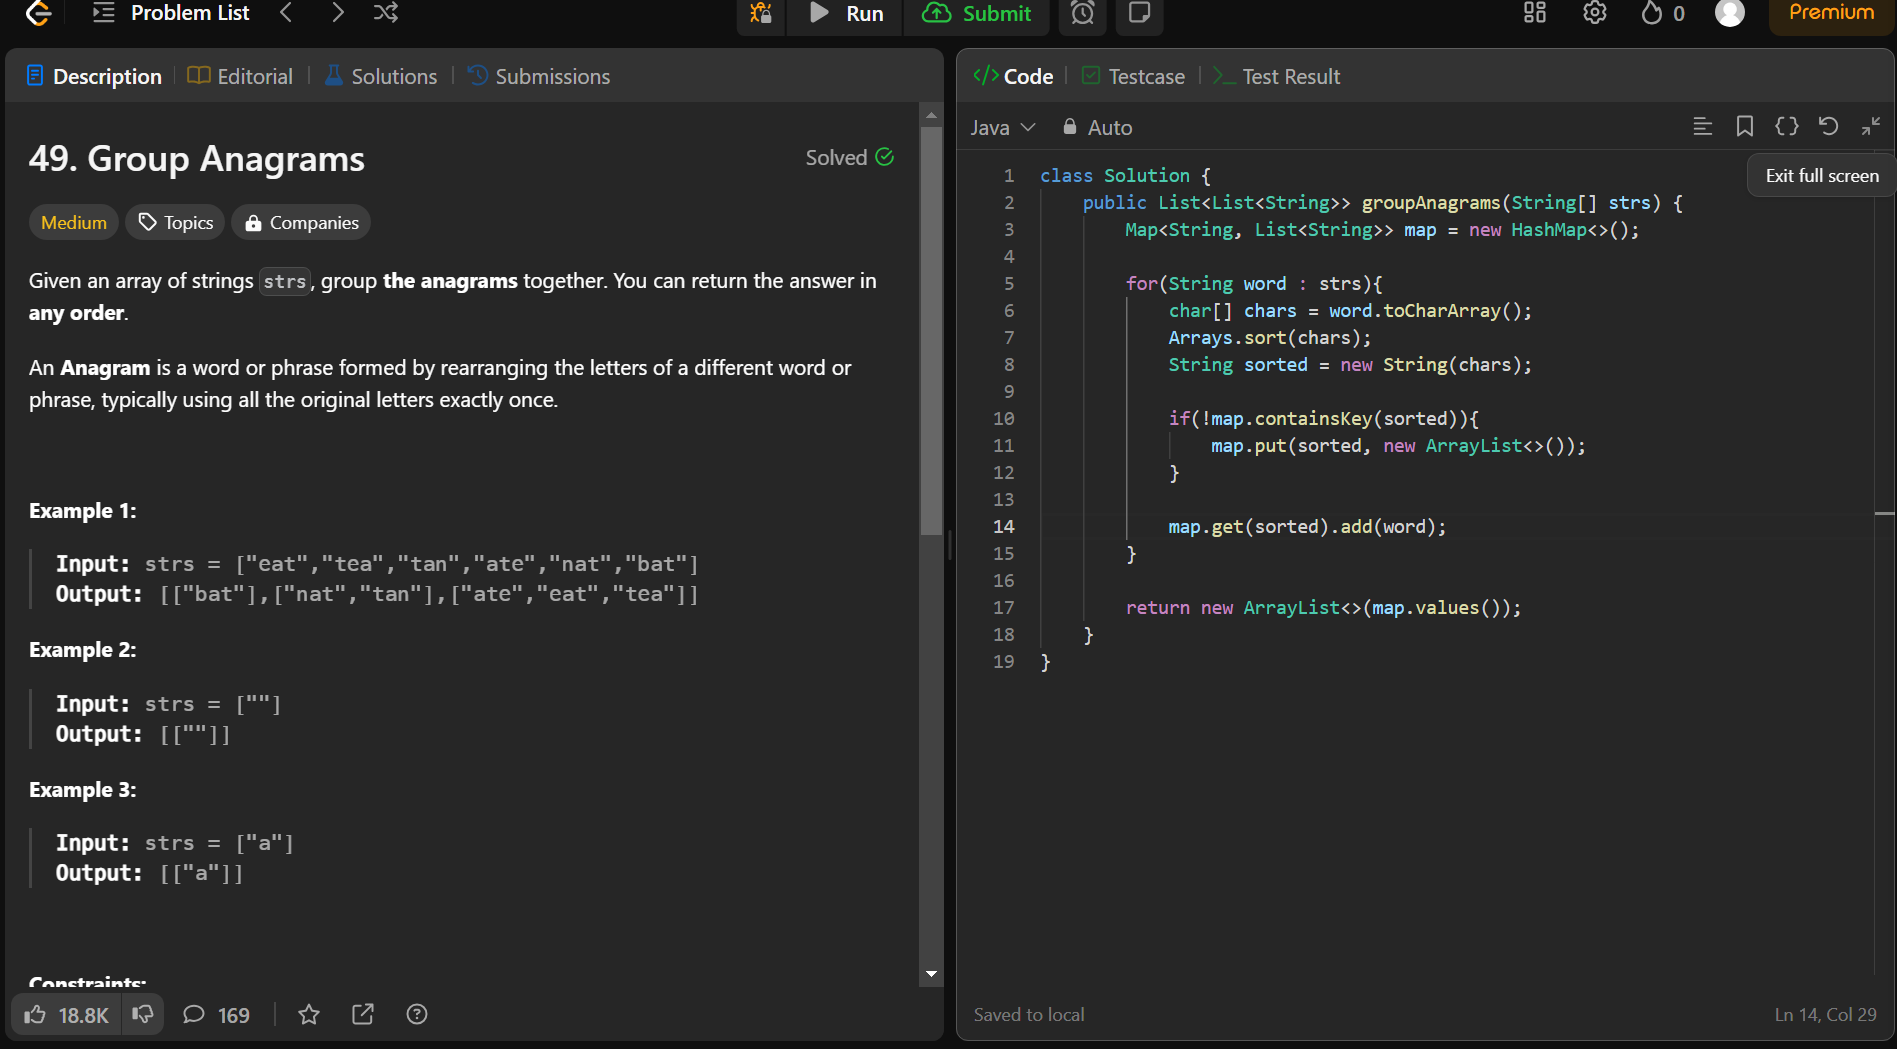 Problem List
Run
Submit
0
Premium
Description
Editorial
Solutions
Submissions
49. Group Anagrams
Solved
Medium
Topics
Companies
Given an array of strings strs, group the anagrams together. You can return the answer in
any order.
An Anagram is a word or phrase formed by rearranging the letters of a different word or
phrase, typically using all the original letters exactly once.
Example 1:
Input: strs = ["eat","tea","tan","ate","nat","bat"]
Output: [["bat"],["nat","tan"],["ate","eat","tea"]]
Example 2:
Input: strs = [""]
Output: [[""]]
Example 3:
Input: strs = ["a"]
Output: [["a"]]
Constraints:
18.8K
169
</> Code
Testcase
Test Result
Java
Auto
Exit full screen
1 class Solution {
2 public List<List<String>> groupAnagrams(String[] strs) {
3 Map<String, List<String>> map = new HashMap<>();
4
5 for(String word : strs){
6 char[] chars = word.toCharArray();
7 Arrays.sort(chars);
8 String sorted = new String(chars);
9
10 if(!map.containsKey(sorted)){
11 map.put(sorted, new ArrayList<>());
12 }
13
14 map.get(sorted).add(word);
15 }
16
17 return new ArrayList<>(map.values());
18 }
19 }
Saved to local
Ln 14, Col 29